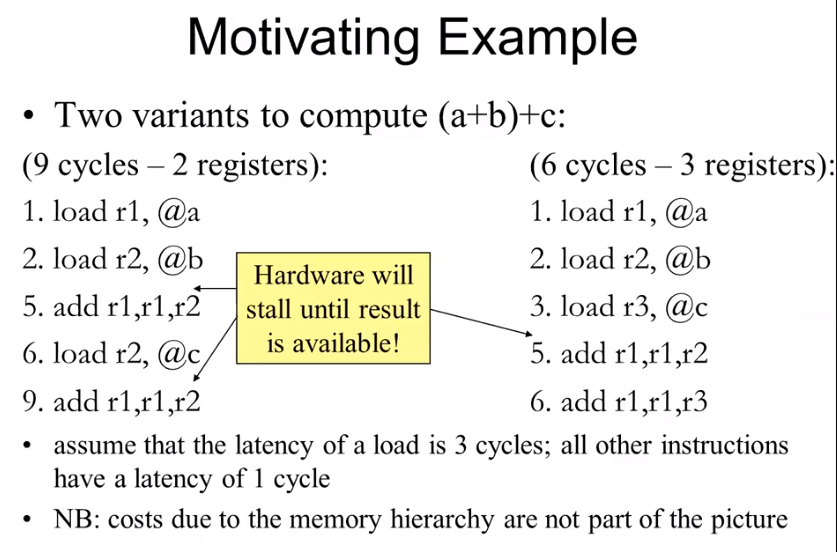 Motivating Example
• Two variants to compute (a+b)+c:
(9 cycles – 2 registers):
1. load r1, @a
2. load r2, @b
5. add r1,r1,r2
6. load r2, @c
9. add r1,r1,r2
Hardware will
stall until result
is available!
(6 cycles – 3 registers):
1. load r1, @a
2. load r2, @b
3. load r3, @c
5. add r1,r1,r2
6. add r1,r1,r3
• assume that the latency of a load is 3 cycles; all other instructions
have a latency of 1 cycle
• NB: costs due to the memory hierarchy are not part of the picture